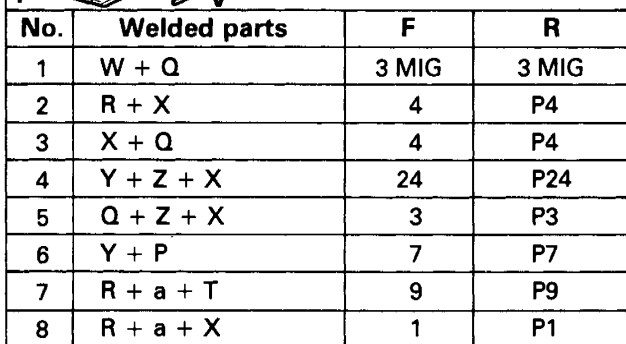 No. Welded parts F R
1 W + Q 3 MIG 3 MIG
2 R + X 4 P4
3 X + Q 4 P4
4 Y + Z + X 24 P24
5 Q + Z + X 3 P3
6 Y + P 7 P7
7 R + a + T 9 P9
8 R + a + X 1 P1